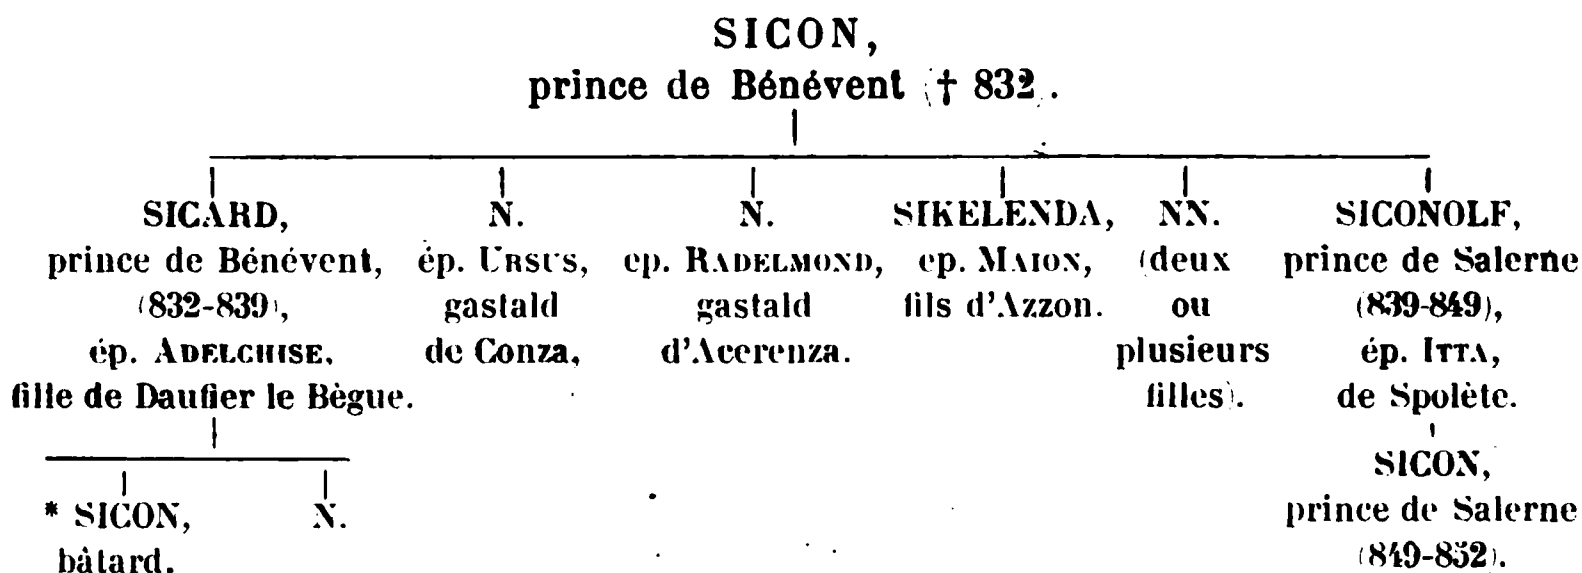 SICON,
prince de Bénévent († 832).
SICARD,
prince de Bénévent,
(832-839),
ép. ADELCHISE,
fille de Daufier le Bègue.
N.
ép. URSUS,
gastald
de Conza,
N.
ep. RADELMOND,
gastald
d'Acerenza.
SIKELENDA,
ep. MAION,
fils d'Azzon.
NN.
(deux
ou
plusieurs
filles).
SICONOLF,
prince de Salerne
(839-849),
ép. ITTA,
de Spolète.
* SICON,
bâtard.
N.
SICON,
prince de Salerne
(849-852).